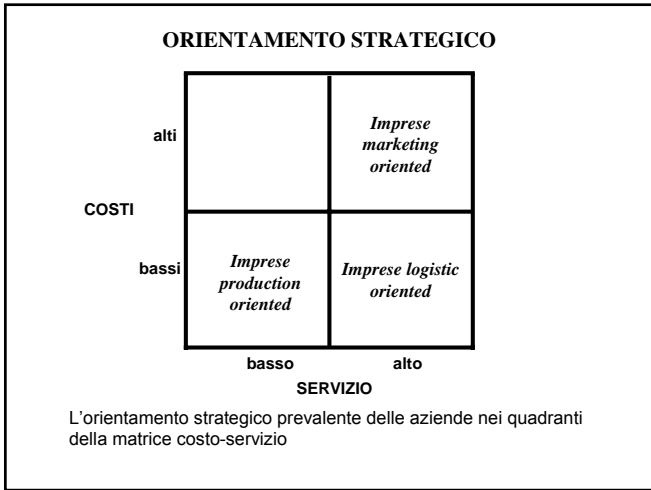 ORIENTAMENTO STRATEGICO
alti
Imprese
marketing
oriented
COSTI
bassi
Imprese
production
oriented
Imprese logistic
oriented
basso
alto
SERVIZIO
L'orientamento strategico prevalente delle aziende nei quadranti
della matrice costo-servizio